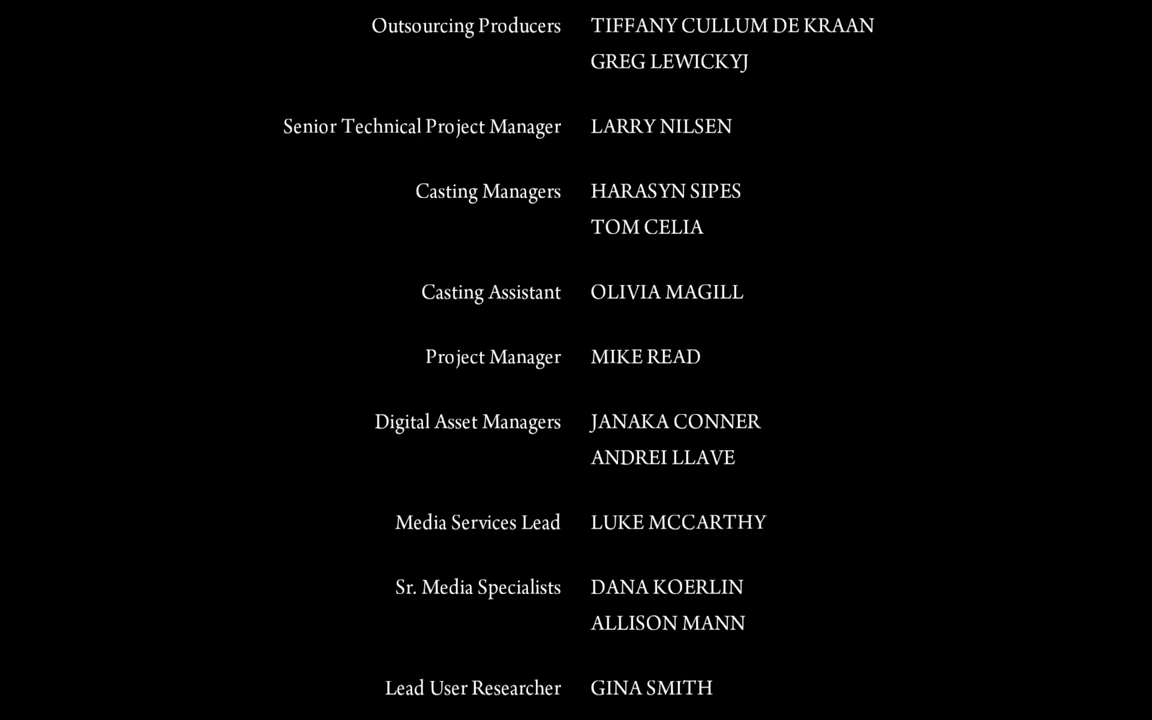 Outsourcing Producers TIFFANY CULLUM DE KRAAN
GREG LEWICKYJ
Senior Technical Project Manager LARRY NILSEN
Casting Managers HARASYN SIPES
TOM CELIA
Casting Assistant OLIVIA MAGILL
Project Manager MIKE READ
Digital Asset Managers JANAKA CONNER
ANDREI LLAVE
Media Services Lead LUKE MCCARTHY
Sr. Media Specialists DANA KOERLIN
ALLISON MANN
Lead User Researcher GINA SMITH